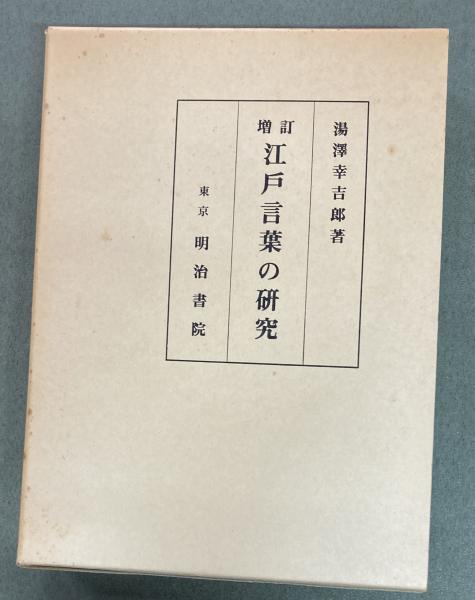 湯澤幸吉郎著
増訂
江戸言葉の研究
東京 明治書院